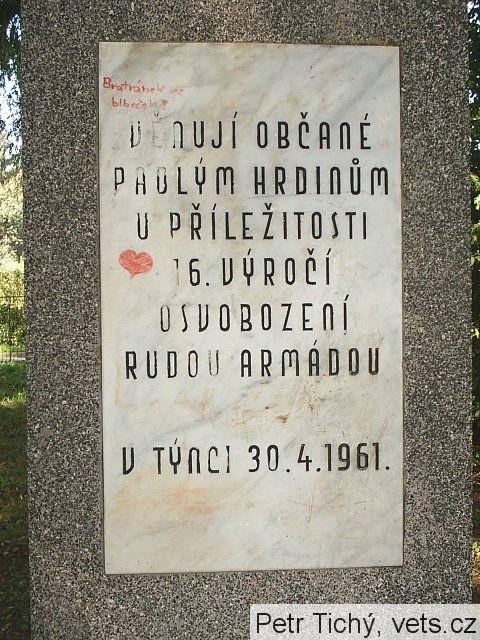 Bratránek víc
blbeček
VĚNUJÍ OBČANÉ
PADLÝM HRDINŮM
U PŘÍLEŽITOSTI
16. VÝROČÍ
OSVOBOZENÍ
RUDOU ARMÁDOU
V TÝNCI 30.4.1961.
Petr Tichý, vets.cz